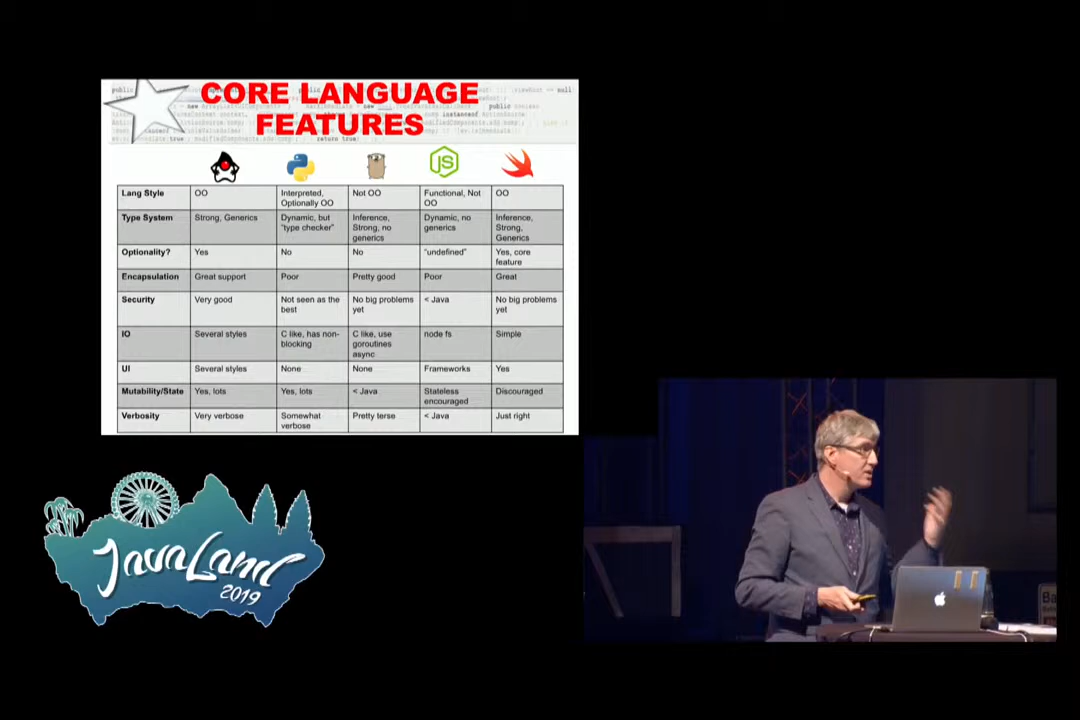 CORE LANGUAGE
FEATURES
JS
Lang Style OO Interpreted, Optionally OO Not OO Functional, Not OO OO
Type System Strong, Generics Dynamic, but "type checker" Inference, Strong, no generics Dynamic, no generics Inference, Strong, Generics
Optionality? Yes No No "undefined" Yes, core feature
Encapsulation Great support Poor Pretty good Poor Great
Security Very good Not seen as the best No big problems yet < Java No big problems yet
IO Several styles C like, has non-blocking C like, use goroutines async node fs Simple
UI Several styles None None Frameworks Yes
Mutability/State Yes, lots Yes, lots < Java Stateless encouraged Discouraged
Verbosity Very verbose Somewhat verbose Pretty terse < Java Just right
JavaLand
2019